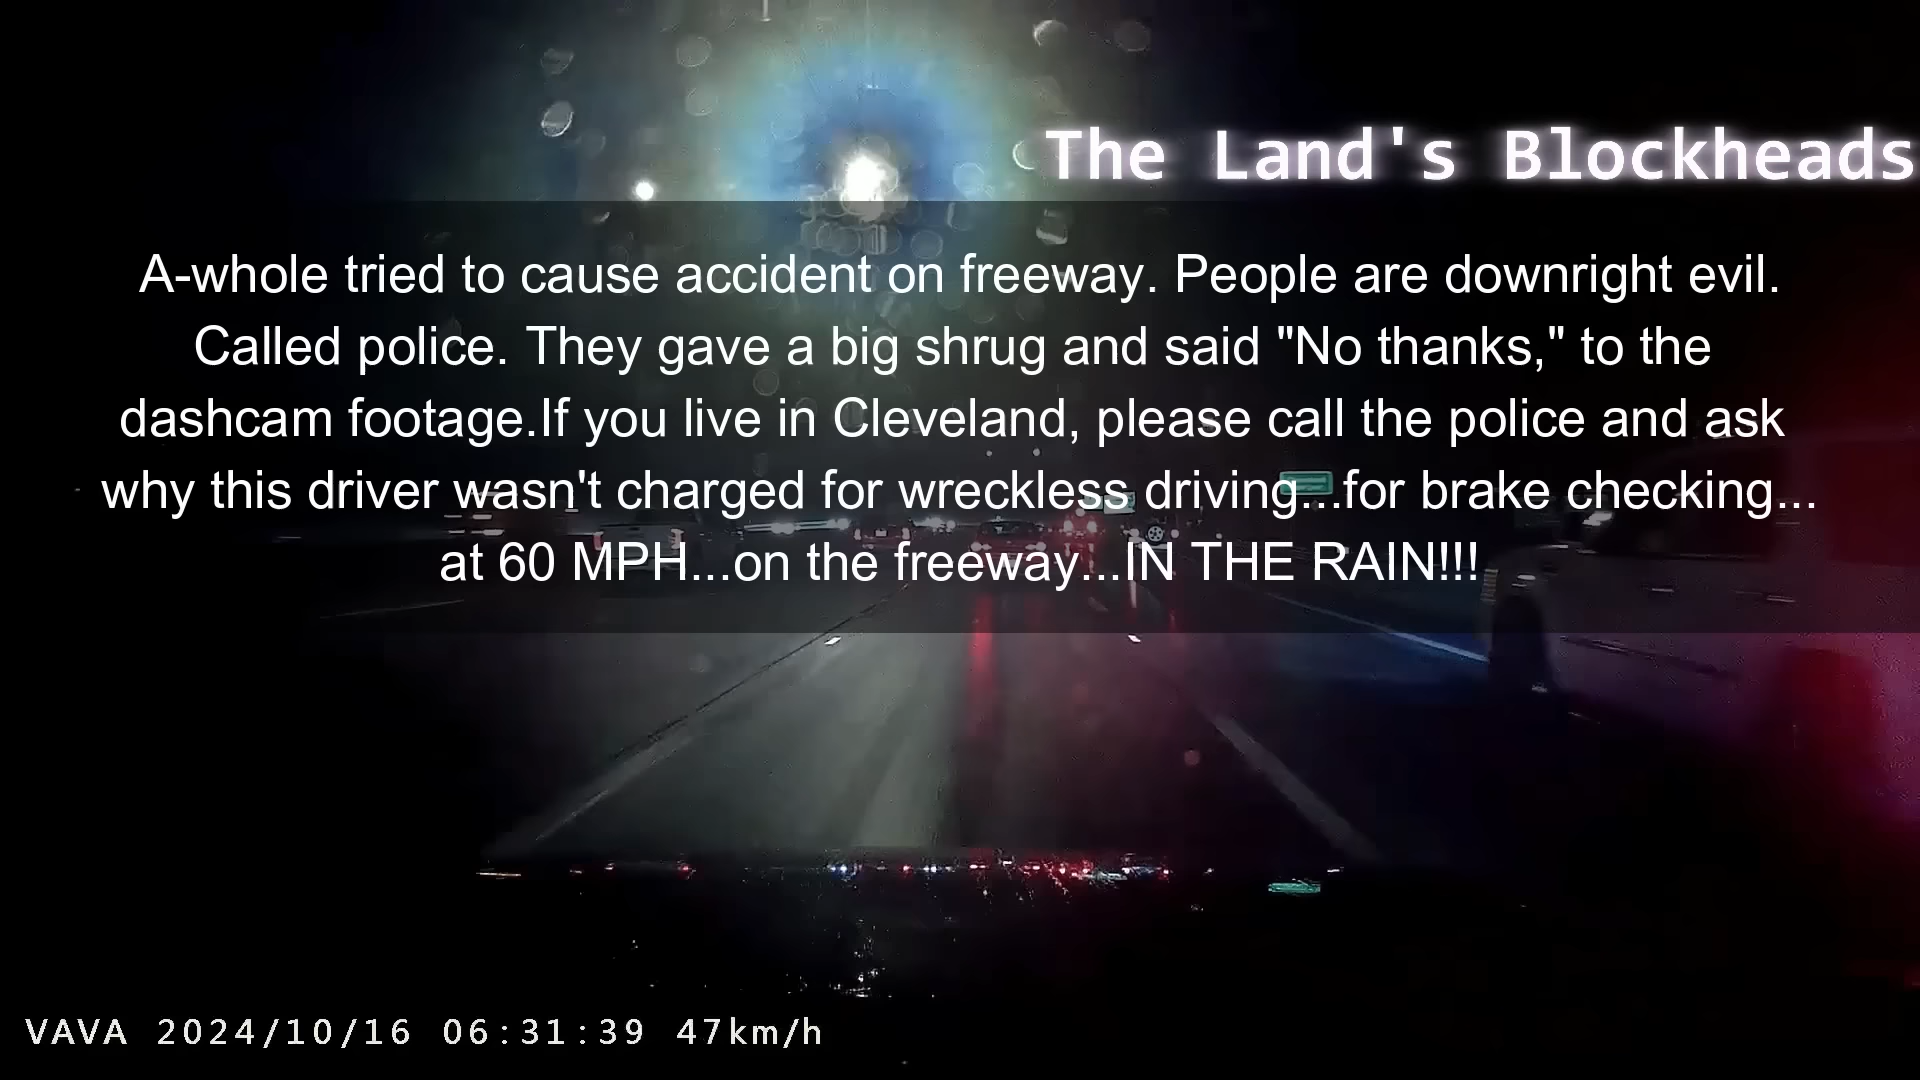 The Land's Blockheads
A-whole tried to cause accident on freeway. People are downright evil.
Called police. They gave a big shrug and said "No thanks," to the
dashcam footage.If you live in Cleveland, please call the police and ask
why this driver wasn't charged for wreckless driving...for brake checking...
at 60 MPH...on the freeway...IN THE RAIN!!!
VAVA 2024/10/16 06:31:39 47km/h